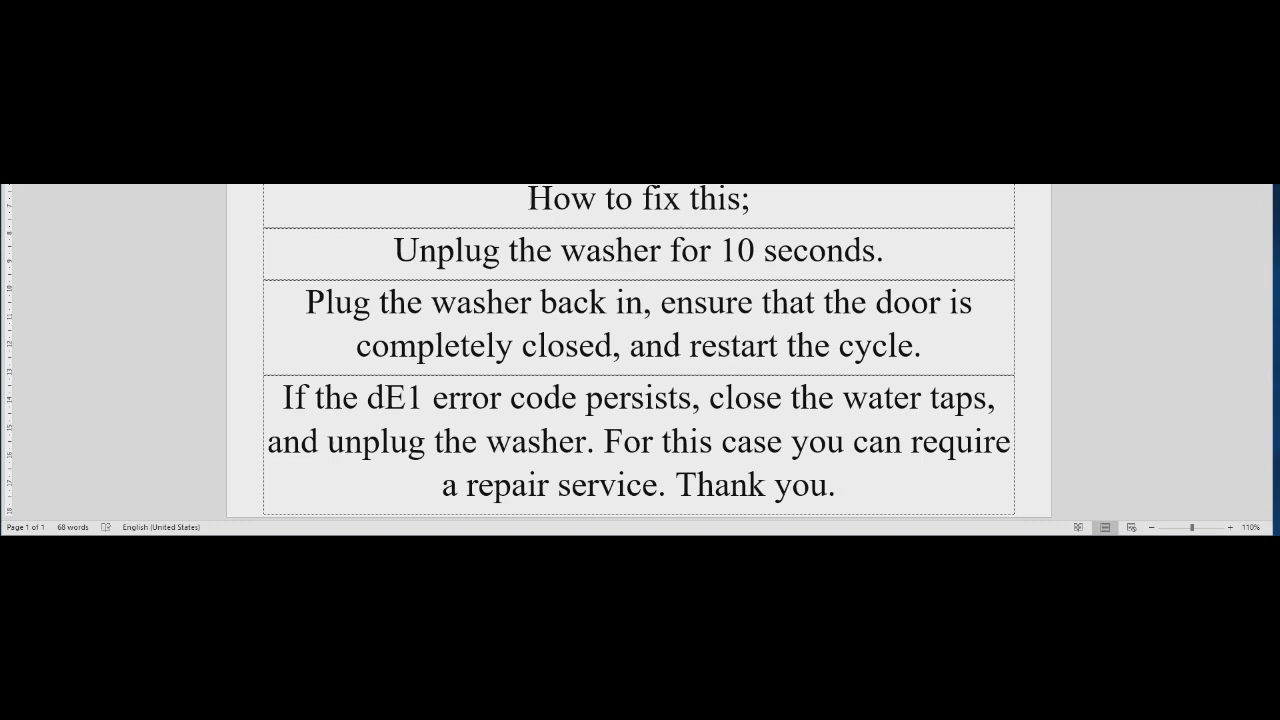 How to fix this;
Unplug the washer for 10 seconds.
Plug the washer back in, ensure that the door is
completely closed, and restart the cycle.
If the dE1 error code persists, close the water taps,
and unplug the washer. For this case you can require
a repair service. Thank you.
Page 1 of 1 68 words English (United States) 110%